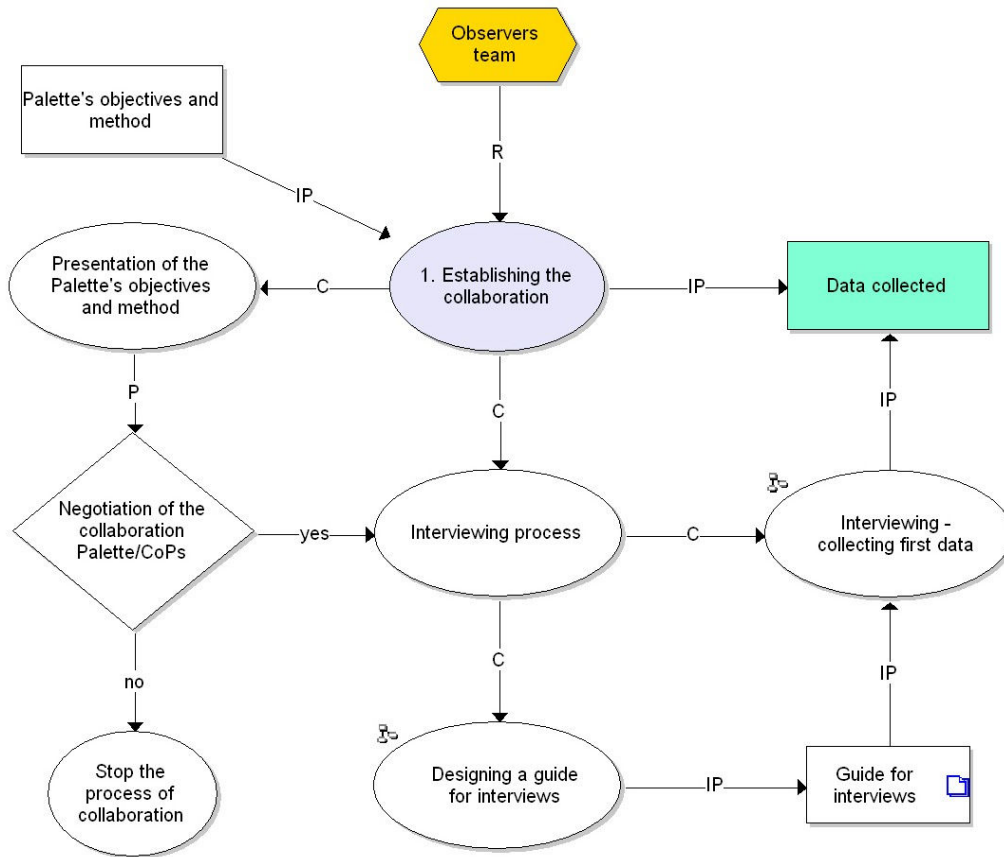 Observers
team
Palette's objectives and
method
R
IP
Presentation of the
Palette's objectives
and method
C
1. Establishing the
collaboration
IP
Data collected
P
C
IP
Negotiation of the
collaboration
Palette/CoPs
yes
Interviewing process
C
Interviewing -
collecting first data
no
C
IP
Stop the
process of
collaboration
Designing a guide
for interviews
IP
Guide for
interviews